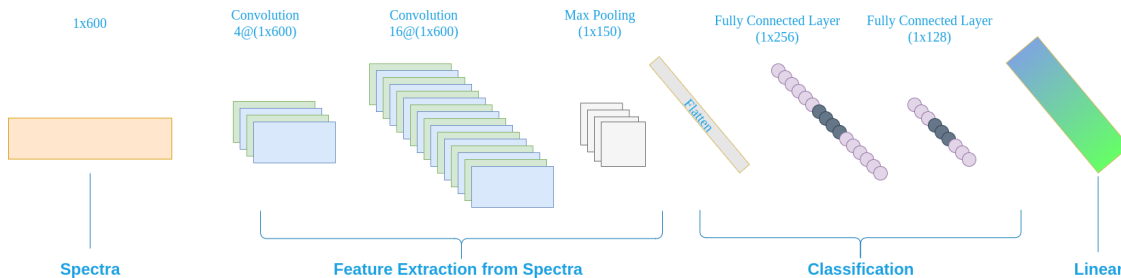 1x600
Convolution
4@(1x600)
Convolution
16@(1x600)
Max Pooling
(1x150)
Flatten
Fully Connected Layer
(1x256)
Fully Connected Layer
(1x128)
Spectra
Feature Extraction from Spectra
Classification
Linear